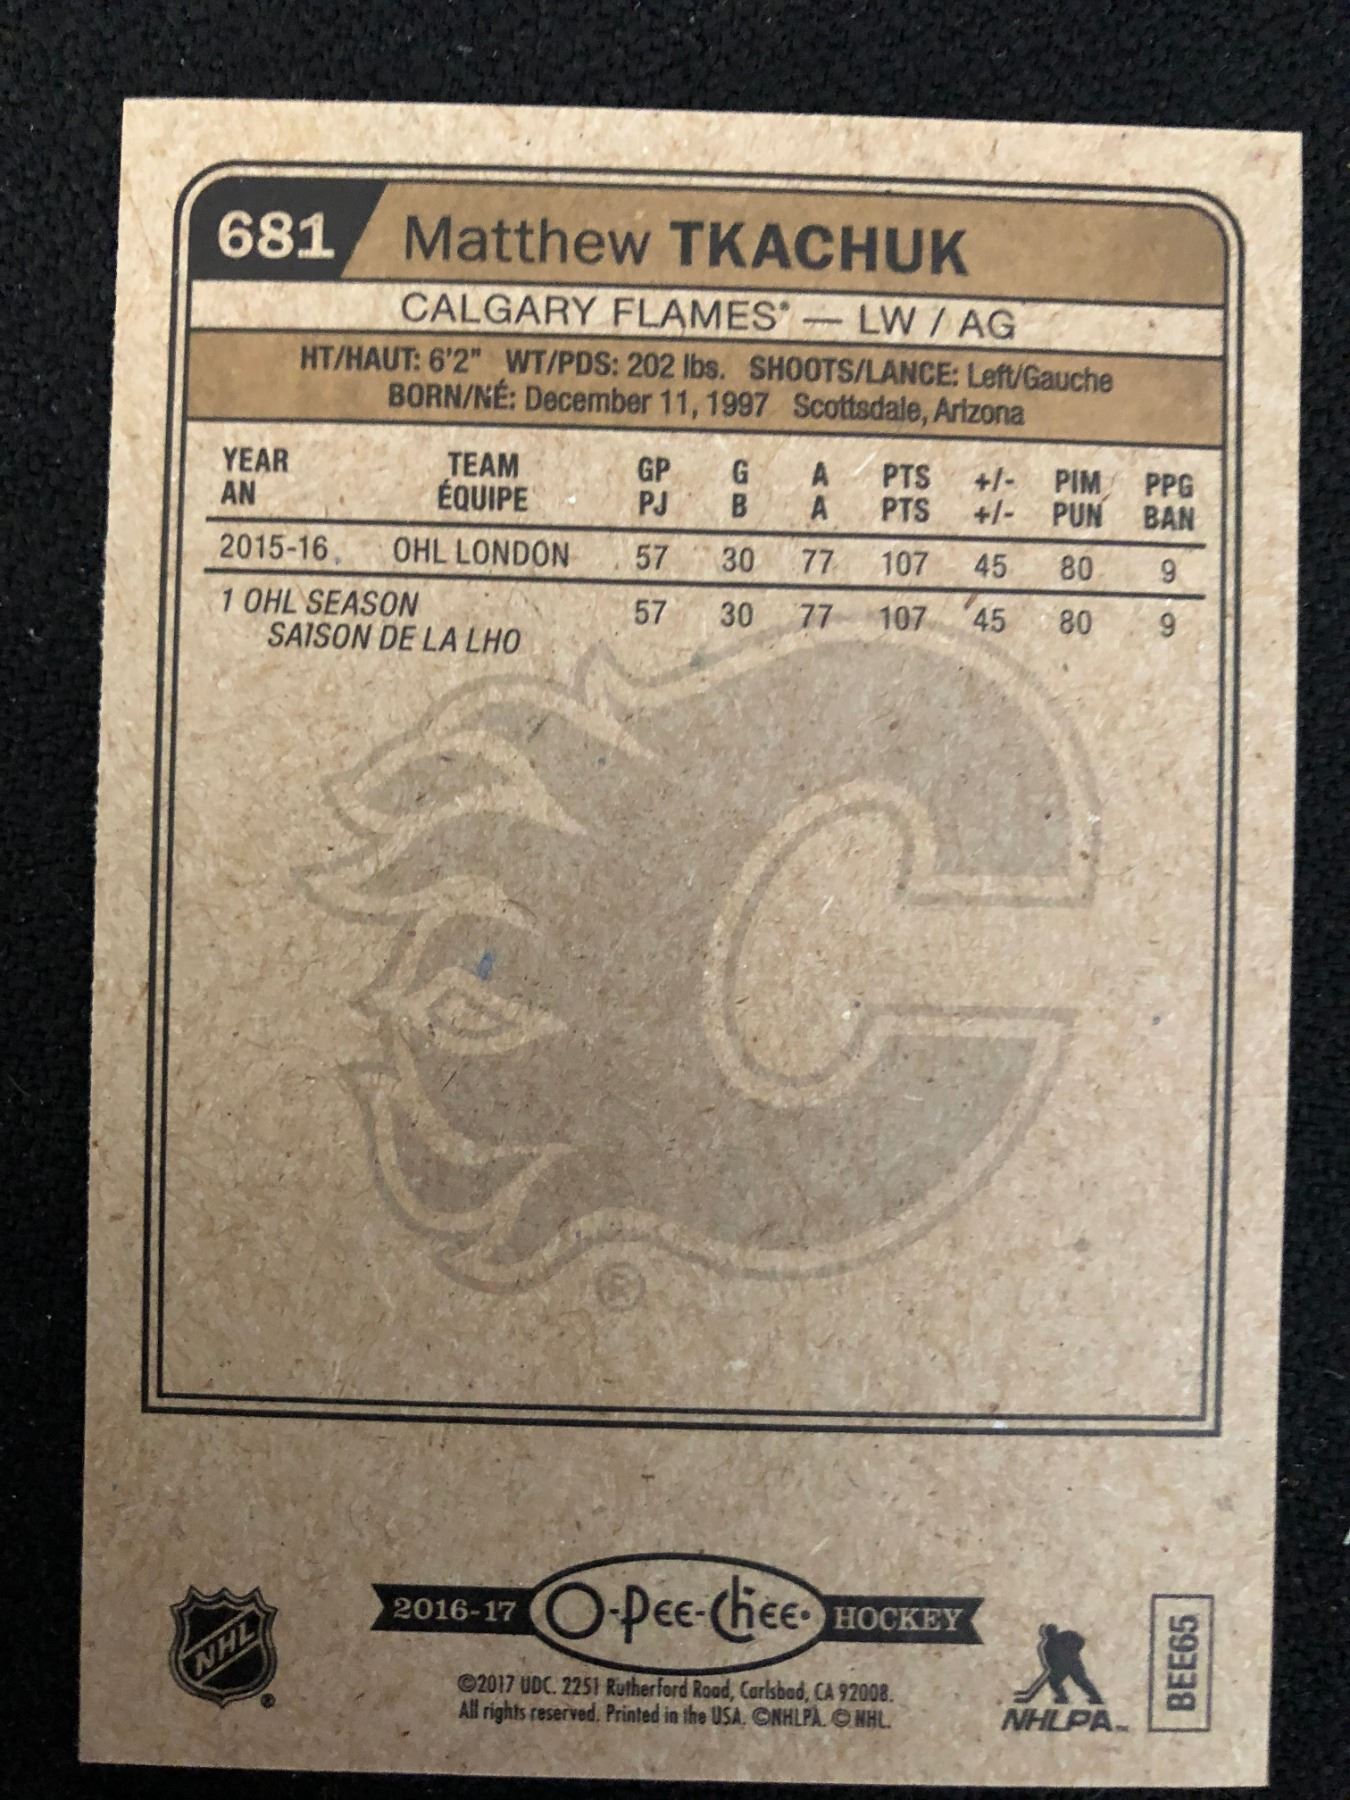 681 Matthew TKACHUK
CALGARY FLAMES® — LW / AG
HT/HAUT: 6'2" WT/PDS: 202 lbs. SHOOTS/LANCE: Left/Gauche
BORN/NÉ: December 11, 1997 Scottsdale, Arizona
YEAR TEAM GP G A PTS +/- PIM PPG
AN ÉQUIPE PJ B A PTS +/- PUN BAN
2015-16 OHL LONDON 57 30 77 107 45 80 9
1 OHL SEASON 57 30 77 107 45 80 9
SAISON DE LA LHO
®
2016-17 O-Pee-Chee HOCKEY
NHL ®
©2017 UDC. 2251 Rutherford Road, Carlsbad, CA 92008.
All rights reserved. Printed in the USA. ©NHLPA. © NHL.
NHLPA™
BEE65